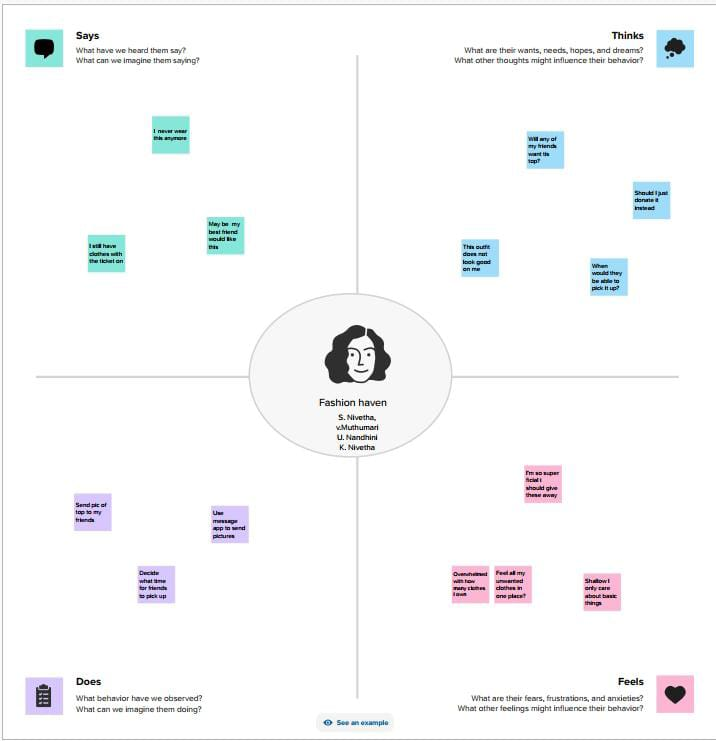 Says
What have we heard them say?
What can we imagine them saying?
Thinks
What are their wants, needs, hopes, and dreams?
What other thoughts might influence their behavior?
I never wear
this anymore
I still have
clothes with
the ticket on
May be my
best friend
would like
this
Will any of
my friends
want tis
top?
Should I just
donate it
instead
This outfit
does not
look good
on me
When
would they
be able to
pick it up?
Fashion haven
S. Nivetha,
v.Muthumari
U. Nandhini
K. Nivetha
Send pic of
top to my
friends
Use
message
app to send
pictures
Decide
what time
for friends
to pick up
I'm so super
ficial I
should give
these away
Overwhelmed
with how
many clothes
I own
Feel all my
unwanted
clothes in
one place?
Shallow I
only care
about basic
things
Does
What behavior have we observed?
What can we imagine them doing?
See an example
Feels
What are their fears, frustrations, and anxieties?
What other feelings might influence their behavior?